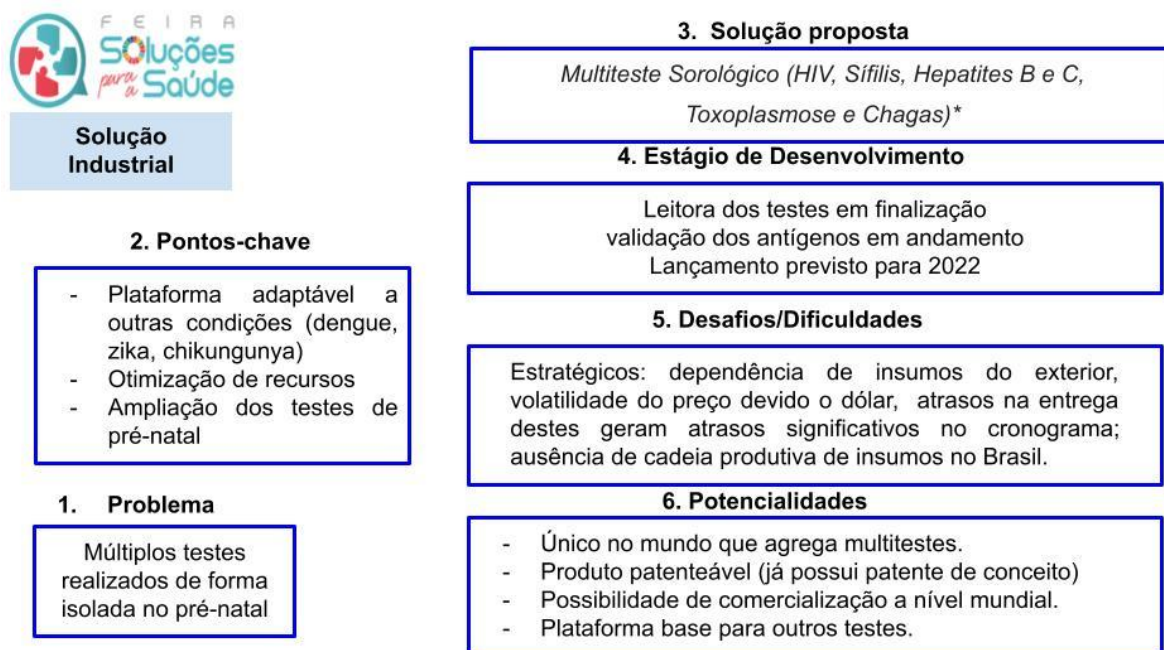 FEIRA
SOluções
para a Saúde
Solução
Industrial
2. Pontos-chave
- Plataforma adaptável a
outras condições (dengue,
zika, chikungunya)
- Otimização de recursos
- Ampliação dos testes de
pré-natal
1. Problema
Múltiplos testes
realizados de forma
isolada no pré-natal
3. Solução proposta
Multiteste Sorológico (HIV, Sífilis, Hepatites B e C,
Toxoplasmose e Chagas)*
4. Estágio de Desenvolvimento
Leitora dos testes em finalização
validação dos antígenos em andamento
Lançamento previsto para 2022
5. Desafios/Dificuldades
Estratégicos: dependência de insumos do exterior,
volatilidade do preço devido o dólar, atrasos na entrega
destes geram atrasos significativos no cronograma;
ausência de cadeia produtiva de insumos no Brasil.
6. Potencialidades
- Único no mundo que agrega multitestes.
- Produto patenteável (já possui patente de conceito)
- Possibilidade de comercialização a nível mundial.
- Plataforma base para outros testes.